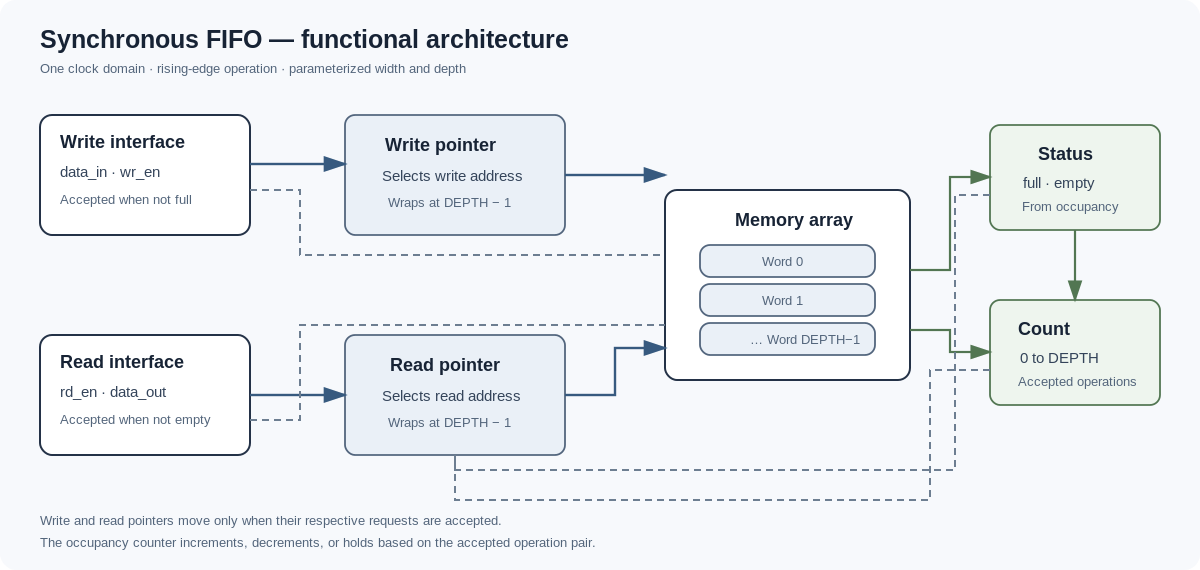 Synchronous FIFO — functional architecture
One clock domain · rising-edge operation · parameterized width and depth
Write interface
data_in · wr_en
Accepted when not full
Write pointer
Selects write address
Wraps at DEPTH − 1
Memory array
Word 0
Word 1
… Word DEPTH−1
Status
full · empty
From occupancy
Read interface
rd_en · data_out
Accepted when not empty
Read pointer
Selects read address
Wraps at DEPTH − 1
Count
0 to DEPTH
Accepted operations
Write and read pointers move only when their respective requests are accepted.
The occupancy counter increments, decrements, or holds based on the accepted operation pair.